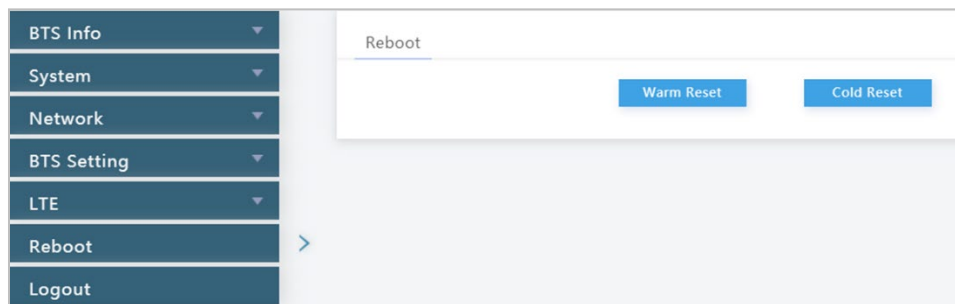 BTS Info
System
Network
BTS Setting
LTE
Reboot
Logout
Reboot
Warm Reset
Cold Reset